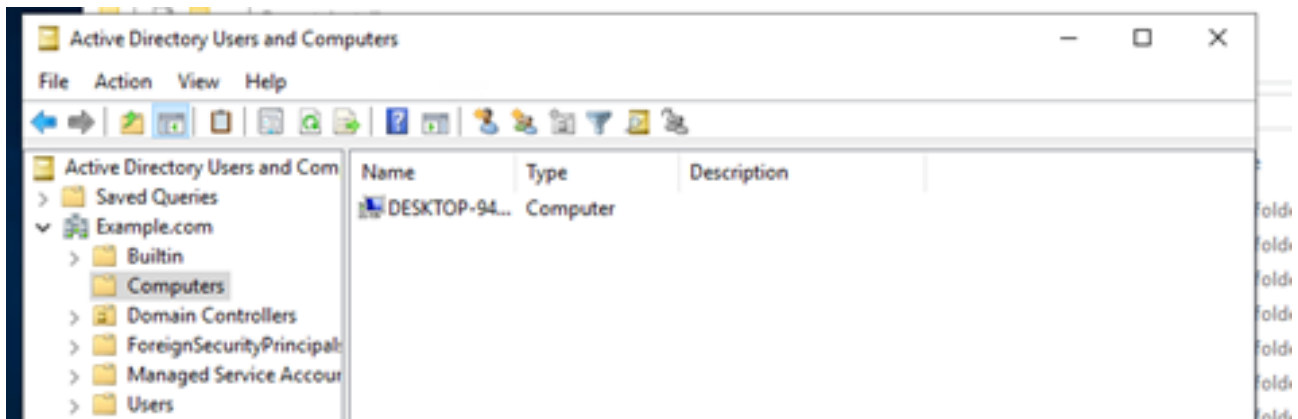 Active Directory Users and Computers
File Action View Help
Active Directory Users and Com
Saved Queries
Example.com
Builtin
Computers
Domain Controllers
ForeignSecurityPrincipals
Managed Service Accour
Users
Name Type Description
DESKTOP-94... Computer